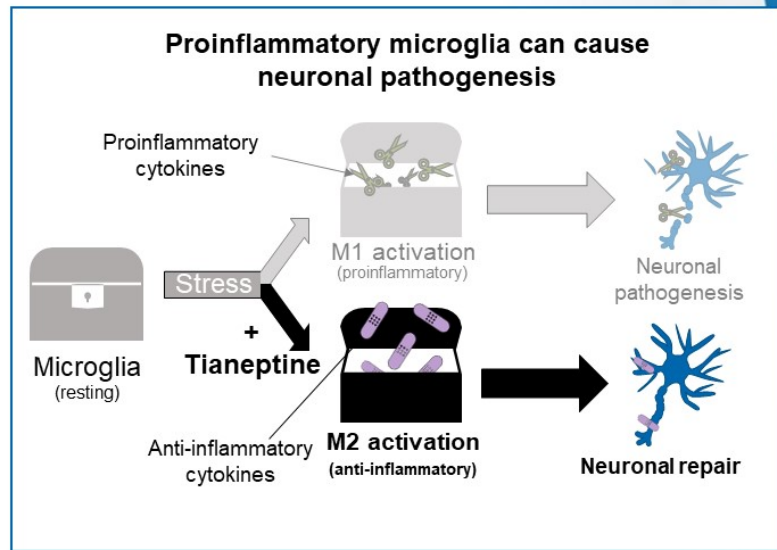 Proinflammatory microglia can cause
neuronal pathogenesis
Proinflammatory
cytokines
M1 activation
(proinflammatory)
Neuronal
pathogenesis
Stress
+
Tianeptine
Microglia
(resting)
Anti-inflammatory
cytokines
M2 activation
(anti-inflammatory)
Neuronal repair